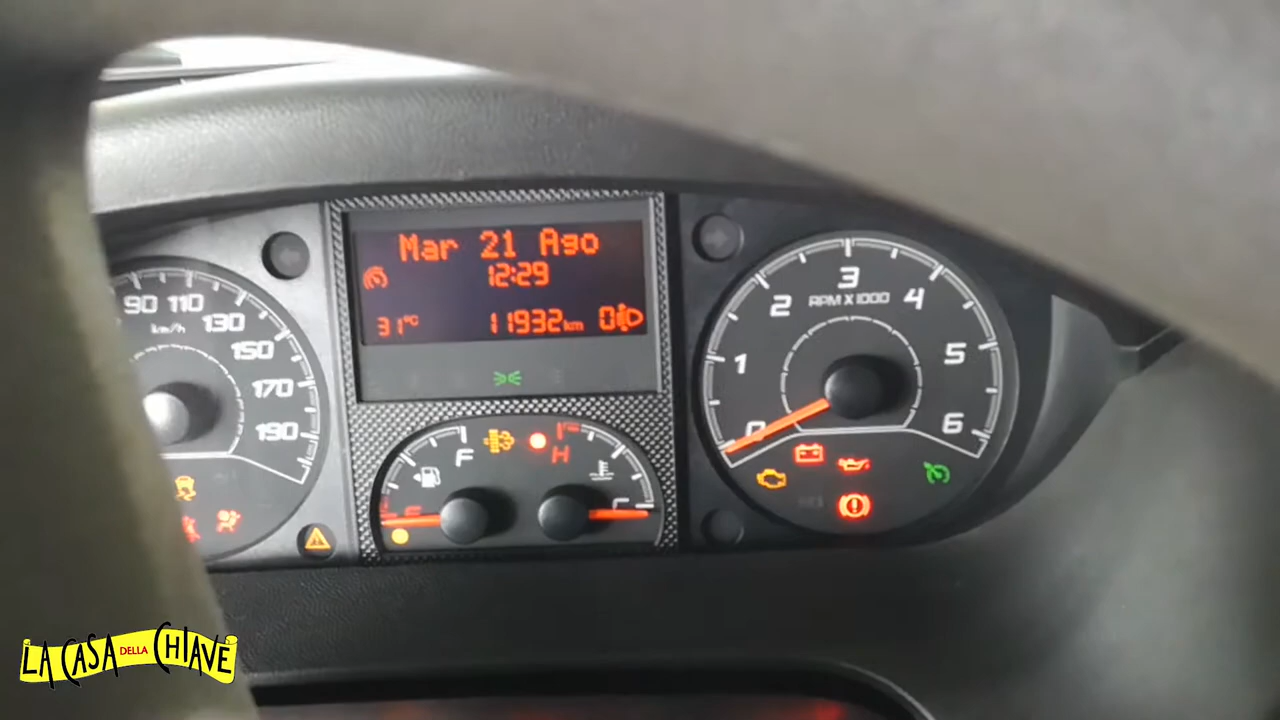 Mar 21 Ago
12:29
31°C 11932km 0
90 110
km/h 130
150
170
190
F
H
3
2 RPM X 1000 4
1 5
0 6
LA CASA DELLA CHIAVE